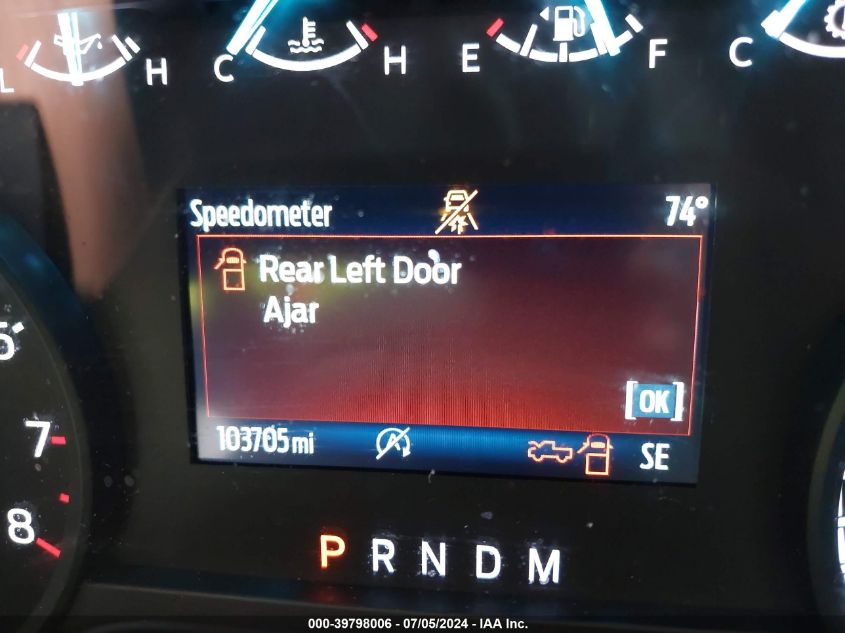 L H C H E F C
Speedometer 74°
Rear Left Door
Ajar
[OK]
103705 mi SE
5
7
8
P R N D M
000-39798006 - 07/05/2024 - IAA Inc.